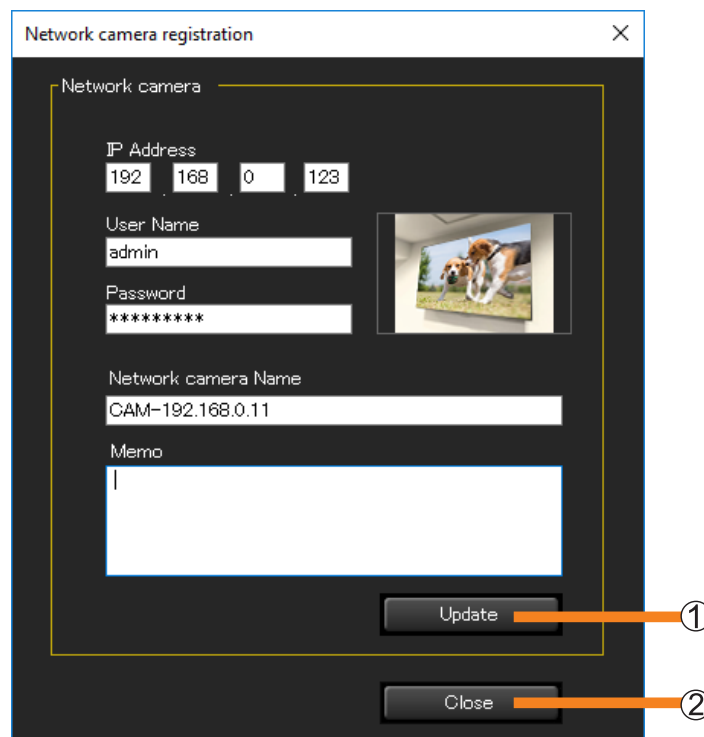 Network camera registration
Network camera
IP Address
192 . 168 . 0 . 123
User Name
admin
Password
*********
Network camera Name
CAM-192.168.0.11
Memo
Update
①
Close
②